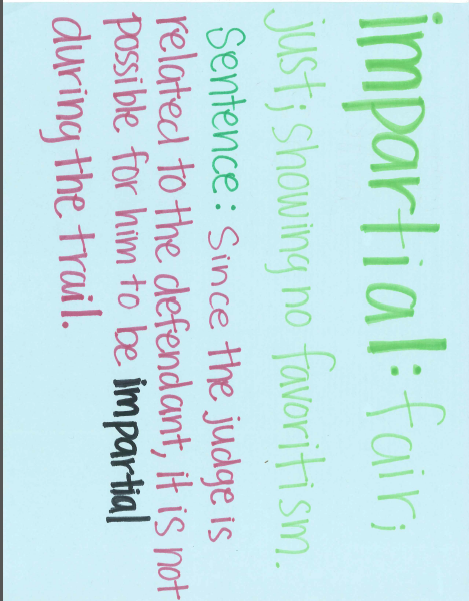 impartial: fair;
just; showing no favoritism.
Sentence: Since the judge is
related to the defendant, it is not
possible for him to be impartial
during the trail.